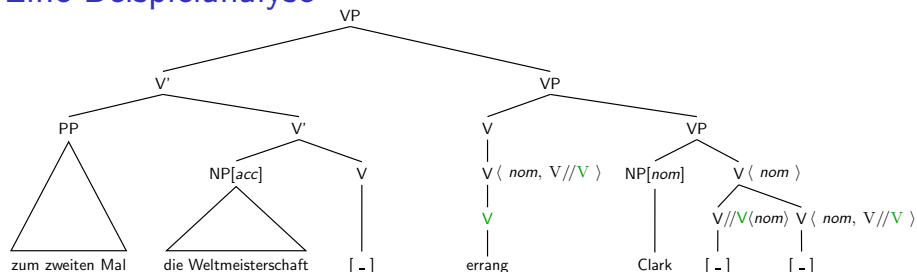 Eine Beispielanalyse
VP
V' VP
PP V' V VP
NP[acc] V V⟨ nom, V//V ⟩ NP[nom] V⟨ nom ⟩
V V//V⟨nom⟩ V⟨ nom, V//V ⟩
zum zweiten Mal die Weltmeisterschaft [ - ] errang Clark [ - ] [ - ]